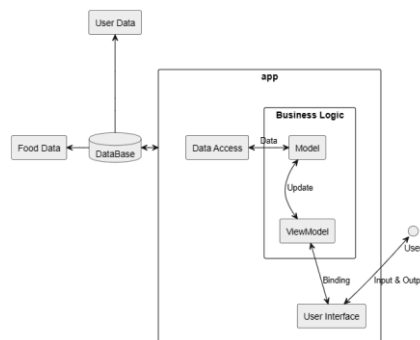 User Data
app
Business Logic
Food Data
DataBase
Data Access
Data
Model
Update
ViewModel
User
Binding
Input & Outp
User Interface